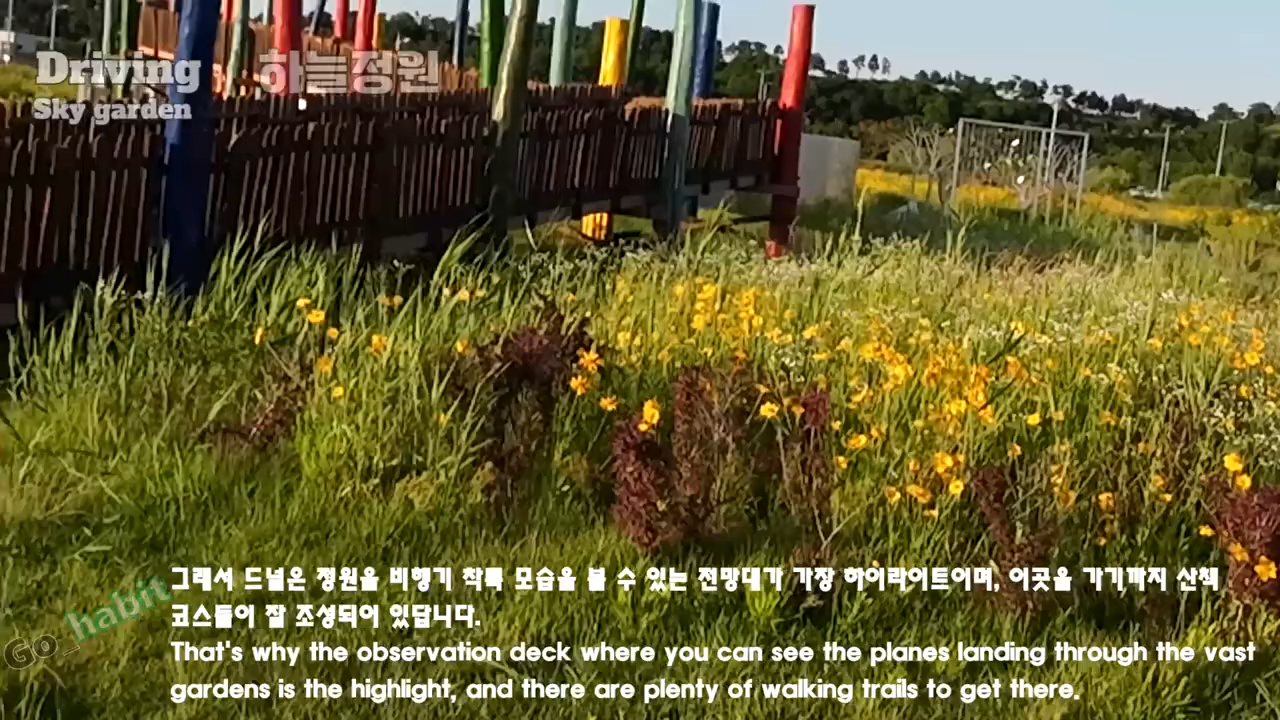 Driving 하늘정원
Sky garden
그래서 드넓은 정원을 비행기 착륙 모습을 볼 수 있는 전망대가 가장 하이라이트이며, 이곳을 가기까지 산책
코스들이 잘 조성되어 있답니다.
That's why the observation deck where you can see the planes landing through the vast
gardens is the highlight, and there are plenty of walking trails to get there.
GO_habit